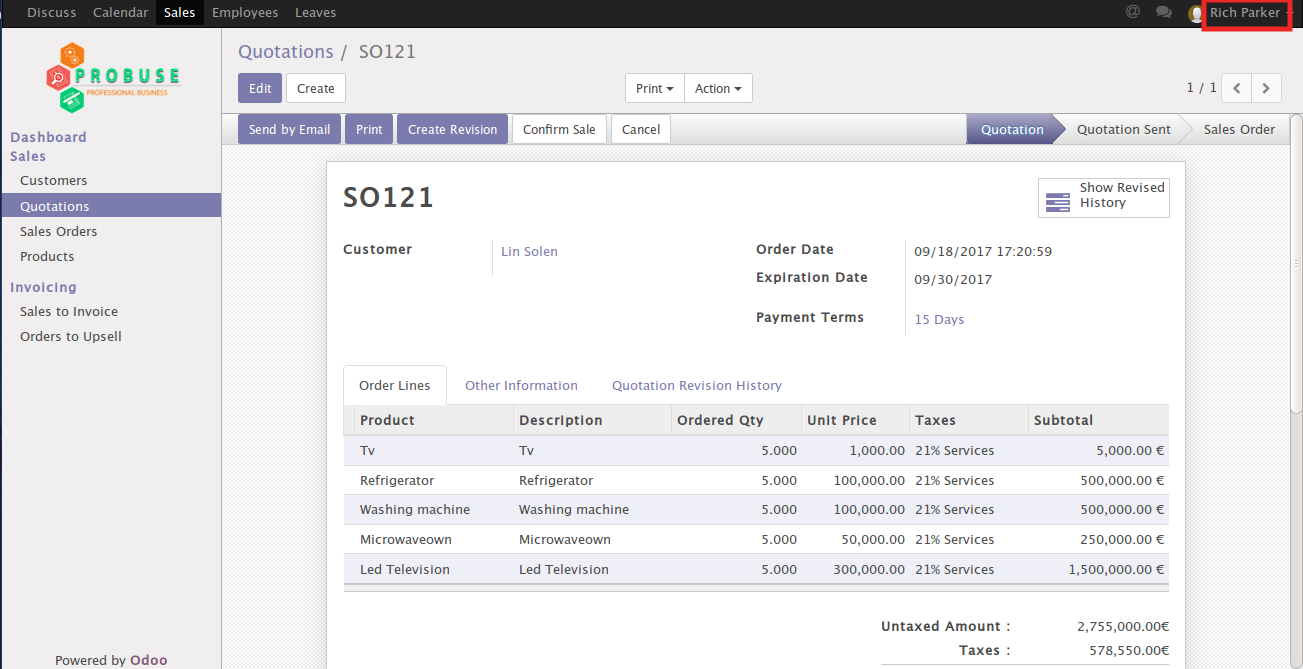 Discuss Calendar Sales Employees Leaves @ Rich Parker
PROBUSE
PROFESSIONAL BUSINESS
Dashboard
Sales
Customers
Quotations
Sales Orders
Products
Invoicing
Sales to Invoice
Orders to Upsell
Powered by Odoo
Quotations / SO121
Edit Create Print Action 1 / 1
Send by Email Print Create Revision Confirm Sale Cancel Quotation Quotation Sent Sales Order
SO121
Show Revised
History
Customer Lin Solen
Order Date 09/18/2017 17:20:59
Expiration Date 09/30/2017
Payment Terms 15 Days
Order Lines Other Information Quotation Revision History
Product Description Ordered Qty Unit Price Taxes Subtotal
Tv Tv 5.000 1,000.00 21% Services 5,000.00 €
Refrigerator Refrigerator 5.000 100,000.00 21% Services 500,000.00 €
Washing machine Washing machine 5.000 100,000.00 21% Services 500,000.00 €
Microwaveown Microwaveown 5.000 50,000.00 21% Services 250,000.00 €
Led Television Led Television 5.000 300,000.00 21% Services 1,500,000.00 €
Untaxed Amount : 2,755,000.00€
Taxes : 578,550.00€